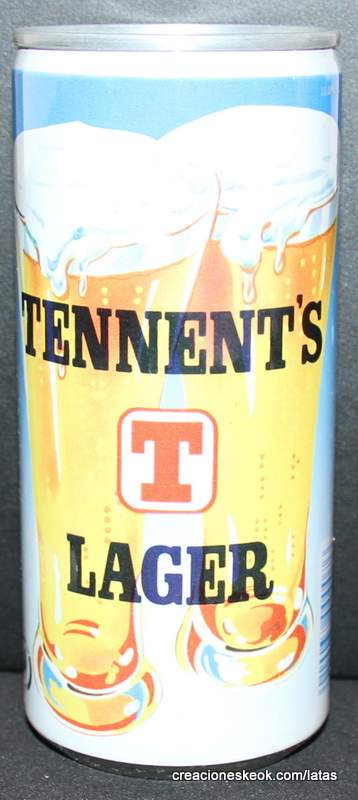 TENNENT'S
T
LAGER
creacioneskeok.com/latas